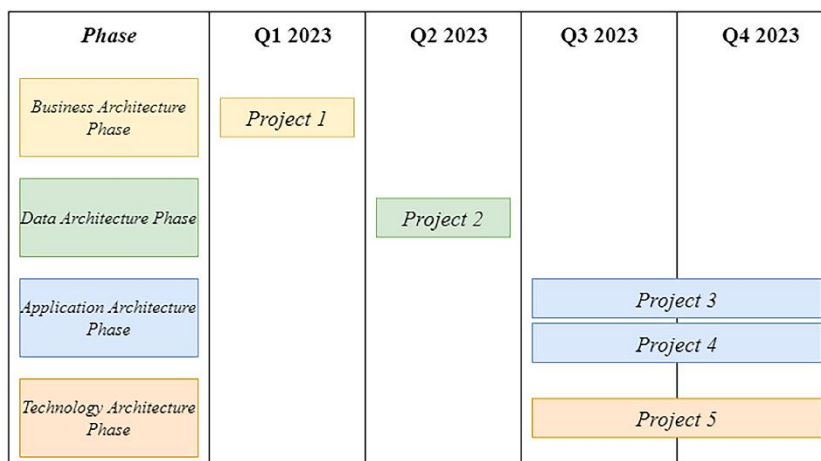 Phase Q1 2023 Q2 2023 Q3 2023 Q4 2023
Business Architecture
Phase
Project 1
Data Architecture Phase
Project 2
Application Architecture
Phase
Project 3
Project 4
Technology Architecture
Phase
Project 5